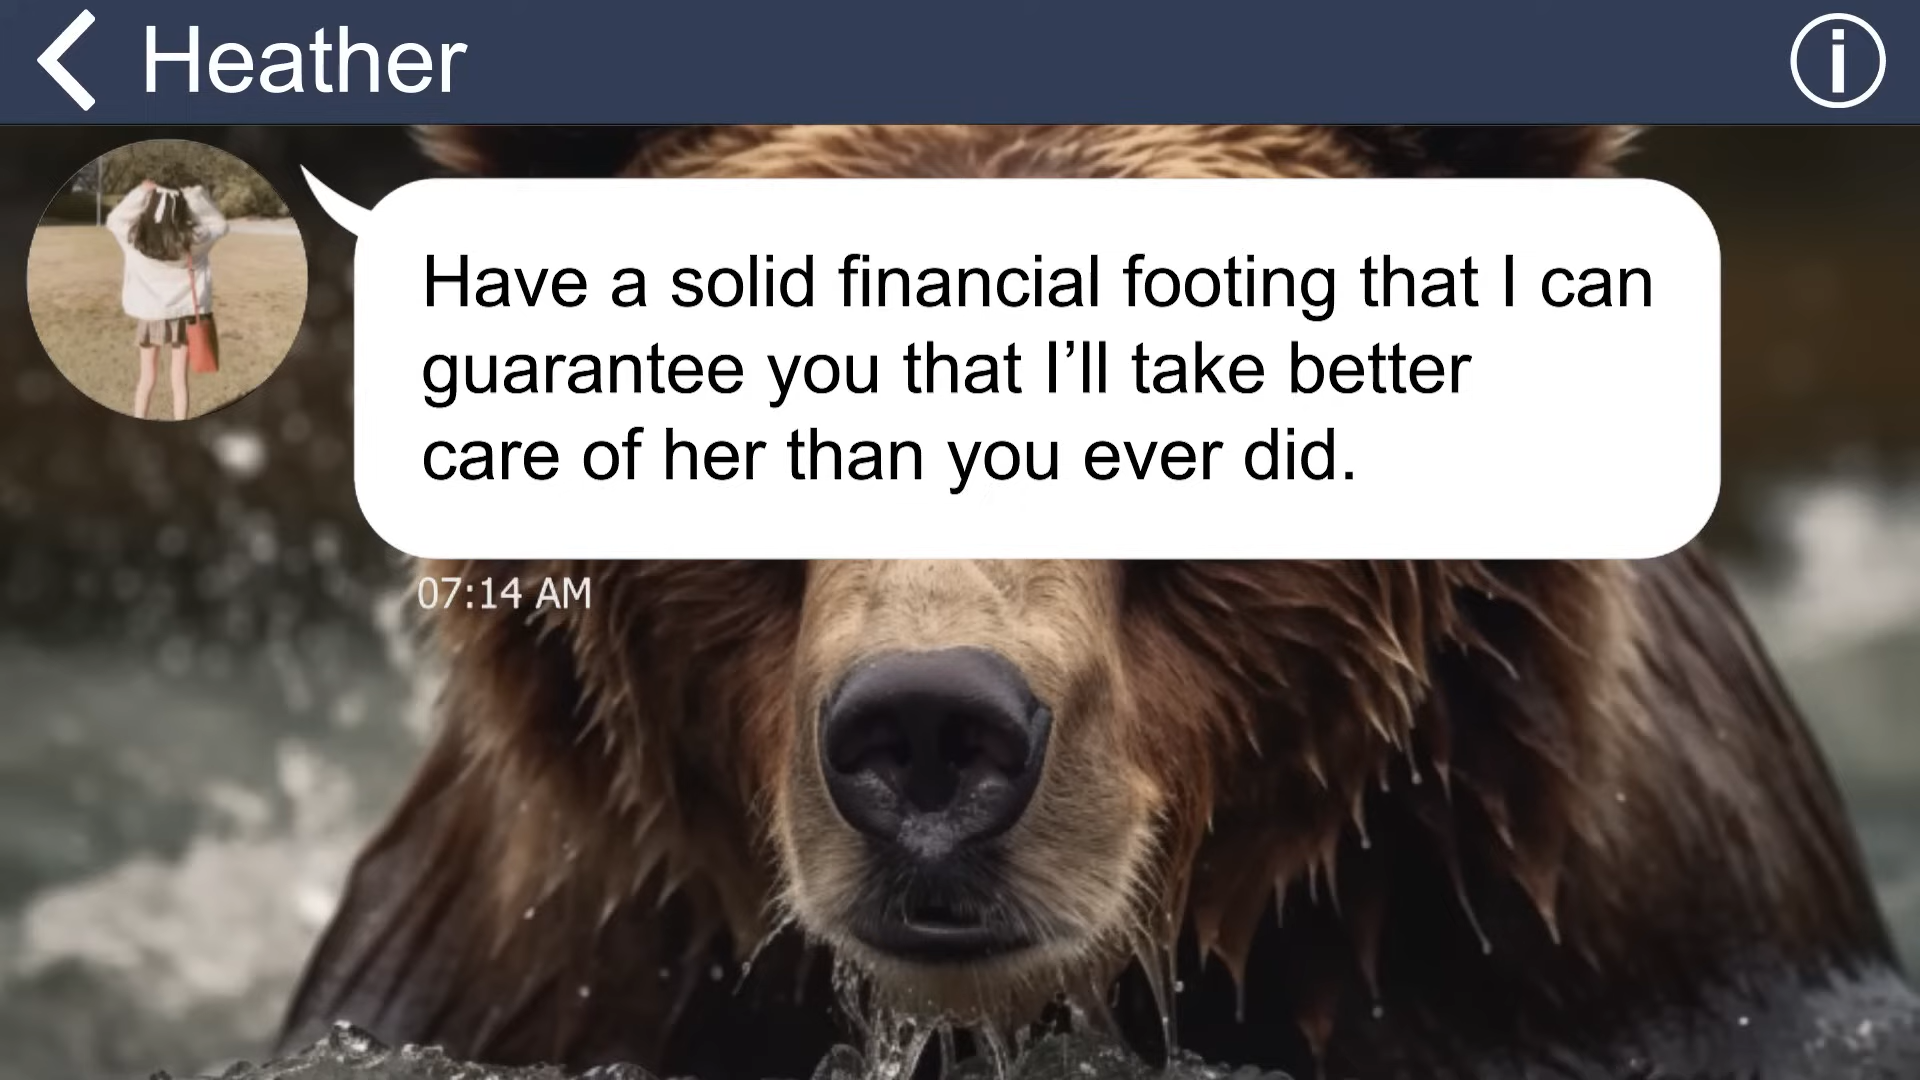 Heather
Have a solid financial footing that I can
guarantee you that I’ll take better
care of her than you ever did.
07:14 AM